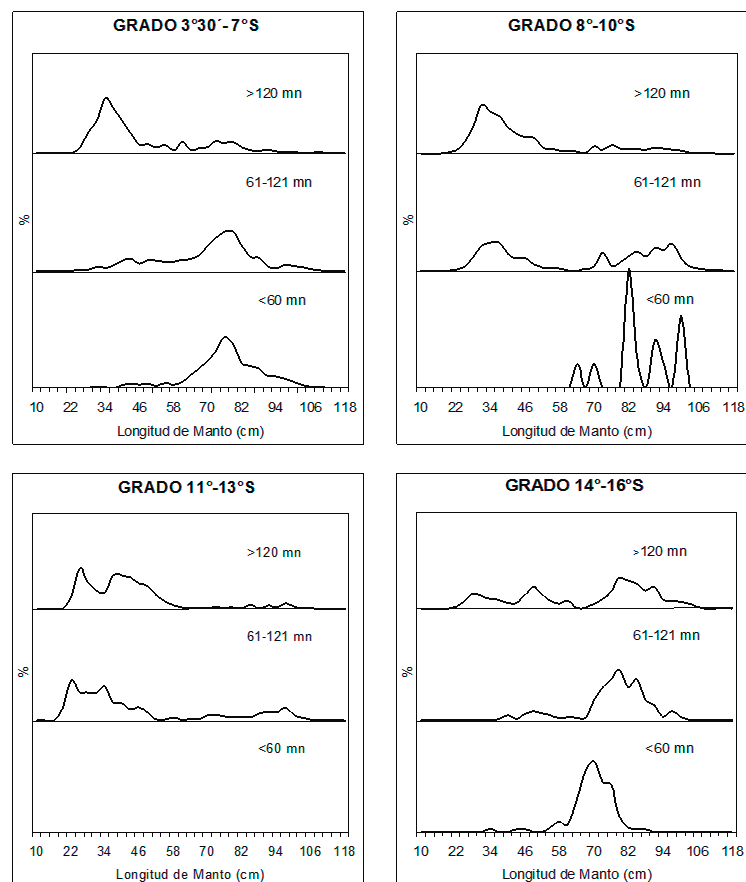 GRADO 3°30´-7°S
>120 mn
61-121 mn
%
<60 mn
10 22 34 46 58 70 82 94 106 118
Longitud de Manto (cm)
GRADO 8°-10°S
>120 mn
61-121 mn
%
<60 mn
10 22 34 46 58 70 82 94 106 118
Longitud de Manto (cm)
GRADO 11°-13°S
>120 mn
61-121 mn
%
<60 mn
10 22 34 46 58 70 82 94 106 118
Longitud de Manto (cm)
GRADO 14°-16°S
>120 mn
61-121 mn
%
<60 mn
10 22 34 46 58 70 82 94 106 118
Longitud de Manto (cm)